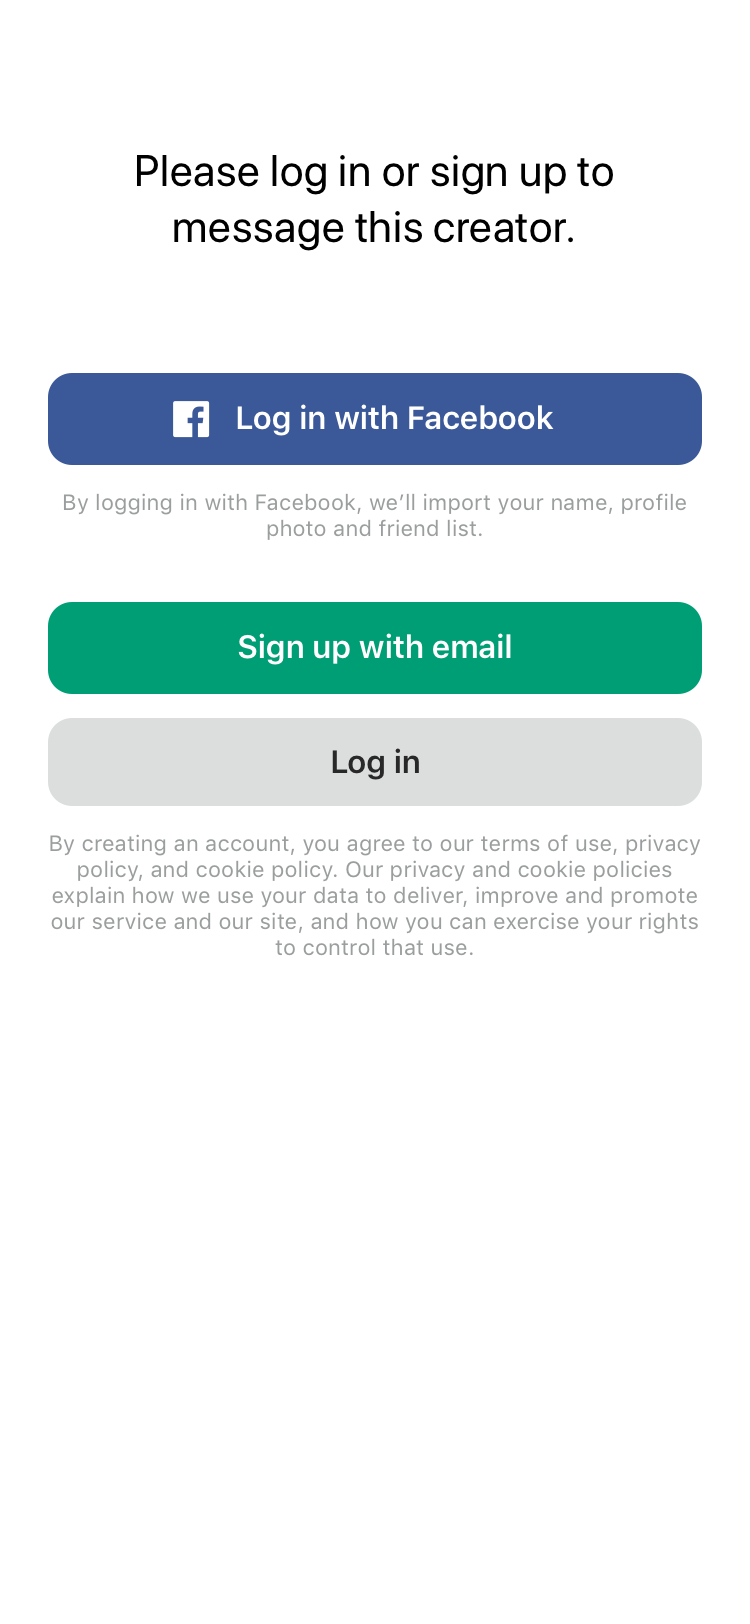 Please log in or sign up to
message this creator.
Log in with Facebook
By logging in with Facebook, we’ll import your name, profile
photo and friend list.
Sign up with email
Log in
By creating an account, you agree to our terms of use, privacy
policy, and cookie policy. Our privacy and cookie policies
explain how we use your data to deliver, improve and promote
our service and our site, and how you can exercise your rights
to control that use.